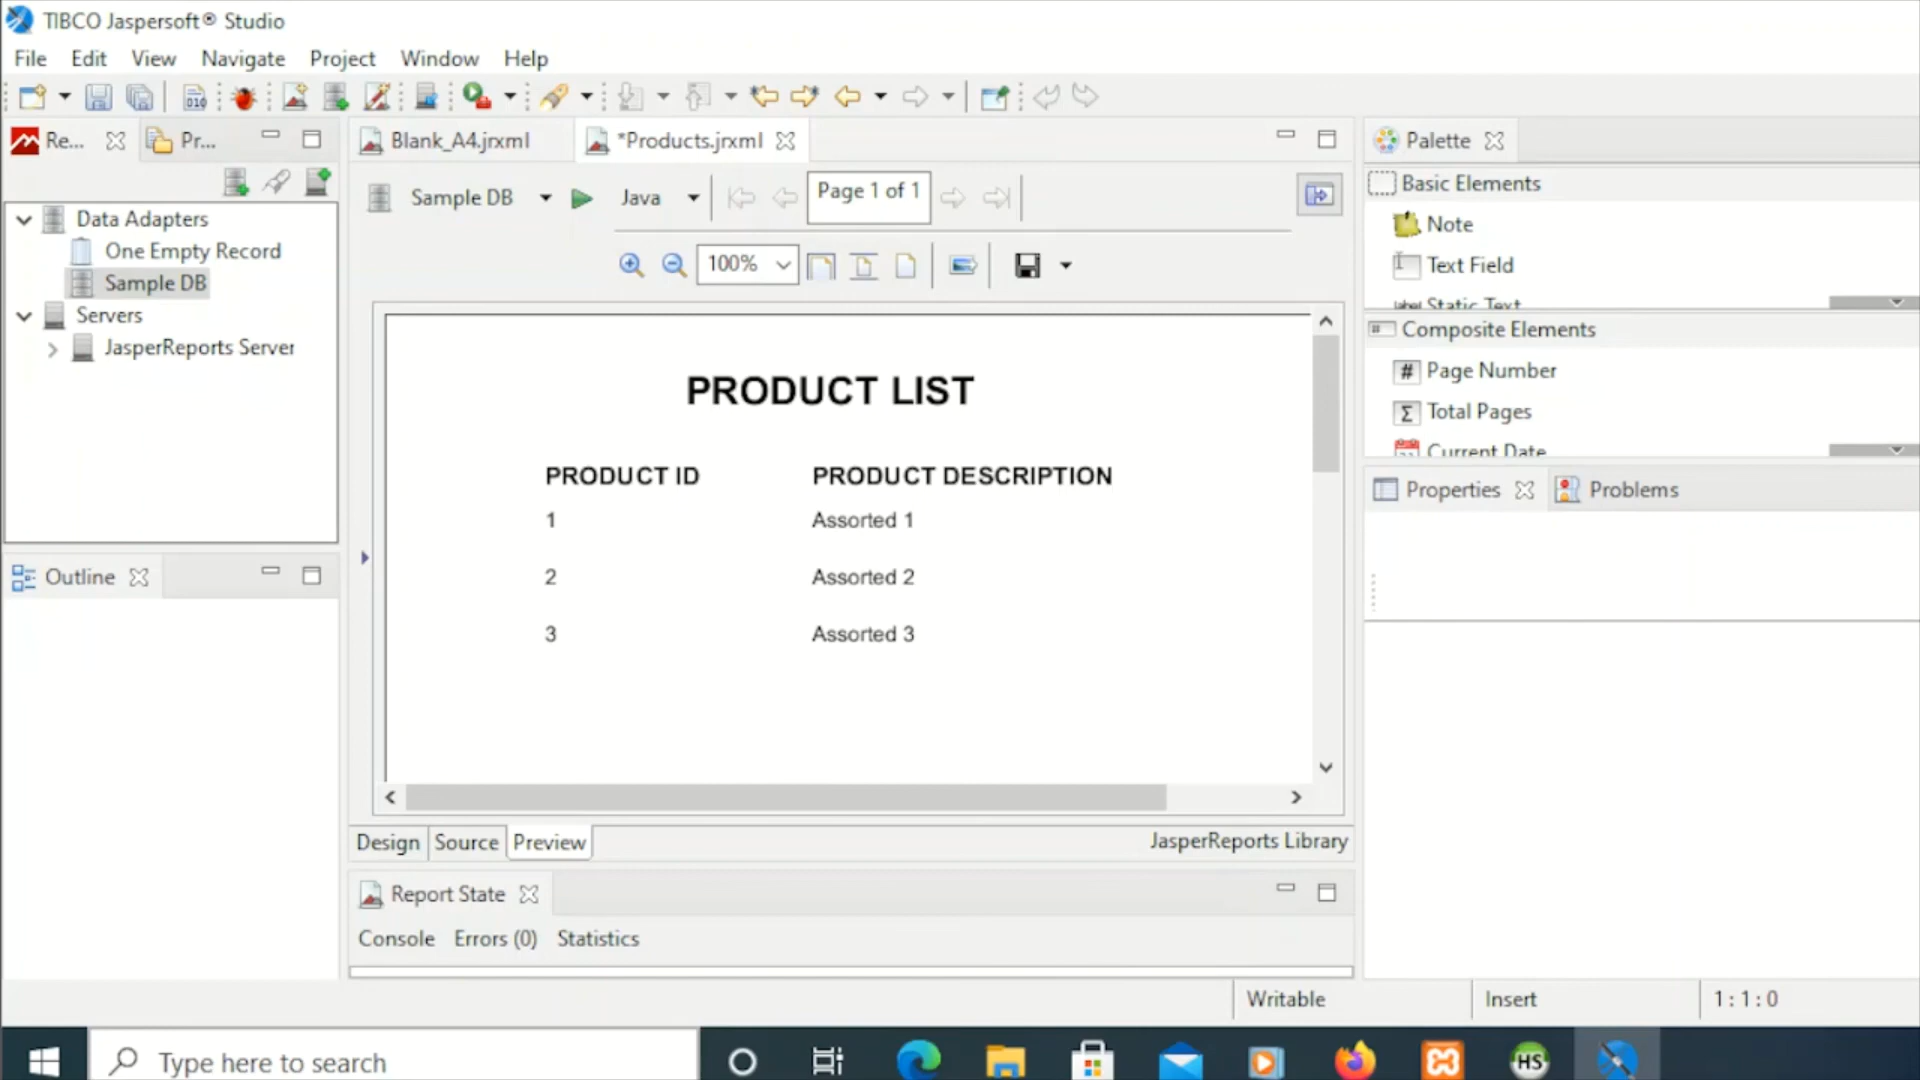 TIBCO Jaspersoft® Studio
File Edit View Navigate Project Window Help
010
Re... Pr...
Data Adapters
One Empty Record
Sample DB
Servers
JasperReports Server
Outline
Blank_A4.jrxml *Products.jrxml
Sample DB Java Page 1 of 1
100%
PRODUCT LIST
PRODUCT ID PRODUCT DESCRIPTION
1 Assorted 1
2 Assorted 2
3 Assorted 3
Design Source Preview JasperReports Library
Report State
Console Errors (0) Statistics
Palette
Basic Elements
Note
Text Field
label Static Text
Composite Elements
# Page Number
Σ Total Pages
Current Date
Properties Problems
Writable Insert 1 : 1 : 0
Type here to search
HS